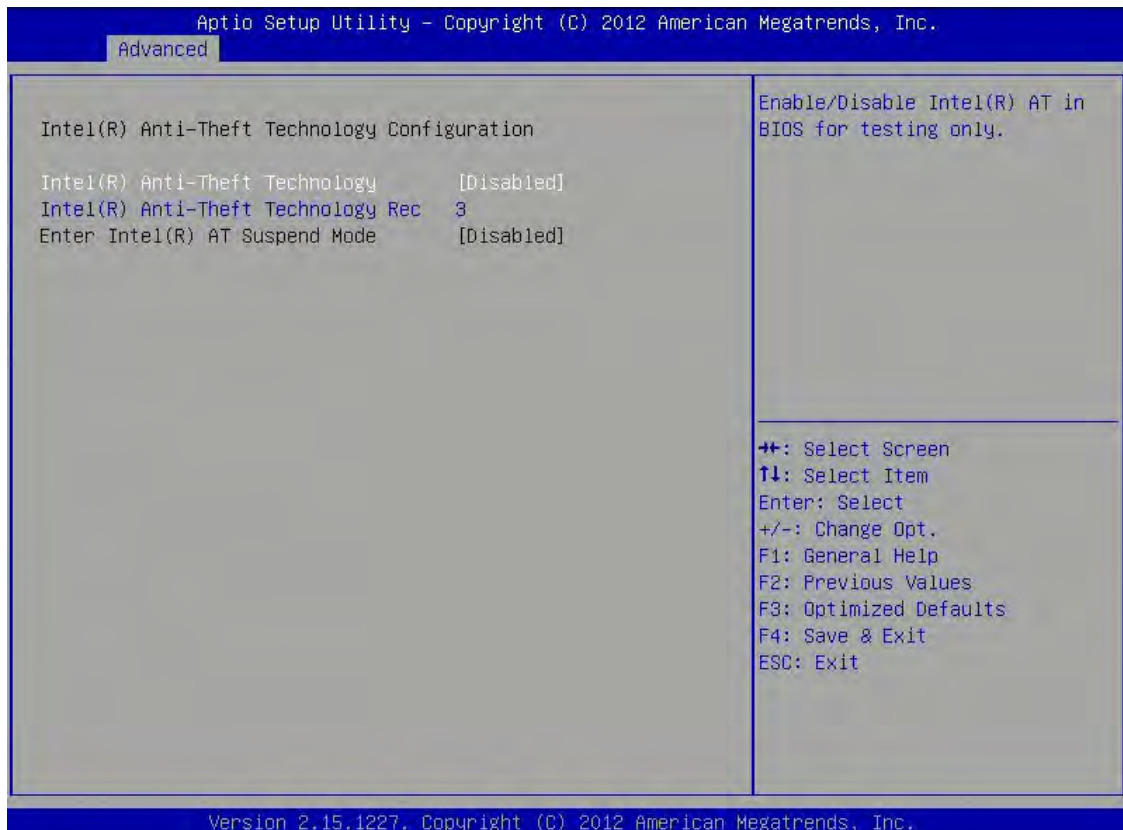 Aptio Setup Utility – Copyright (C) 2012 American Megatrends, Inc.
Advanced
Intel(R) Anti-Theft Technology Configuration
Intel(R) Anti-Theft Technology [Disabled]
Intel(R) Anti-Theft Technology Rec 3
Enter Intel(R) AT Suspend Mode [Disabled]
Enable/Disable Intel(R) AT in
BIOS for testing only.
→←: Select Screen
↑↓: Select Item
Enter: Select
+/-: Change Opt.
F1: General Help
F2: Previous Values
F3: Optimized Defaults
F4: Save & Exit
ESC: Exit
Version 2.15.1227. Copyright (C) 2012 American Megatrends, Inc.